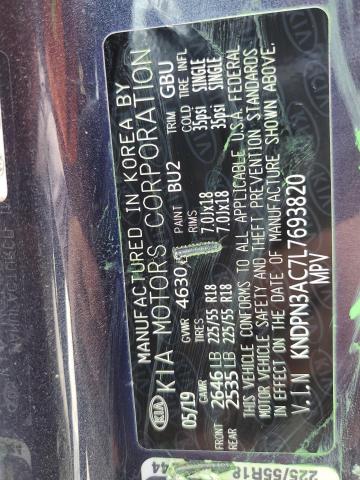 MANUFACTURED IN KOREA BY
KIA KIA MOTORS CORPORATION
05/19 GVWR 4630 PAINT BU2 TRIM GBU
GAWR TIRES RIMS COLD TIRE INFL
FRONT 2646 LB 225/55 R18 7.0JX18 35psi SINGLE
REAR 2535 LB 225/55 R18 7.0JX18 35psi SINGLE
THIS VEHICLE CONFORMS TO ALL APPLICABLE U.S.A. FEDERAL
MOTOR VEHICLE SAFETY AND THEFT PREVENTION STANDARDS
IN EFFECT ON THE DATE OF MANUFACTURE SHOWN ABOVE.
V.I.N KNDPN3AC7L7693820
MPV
225/55R18